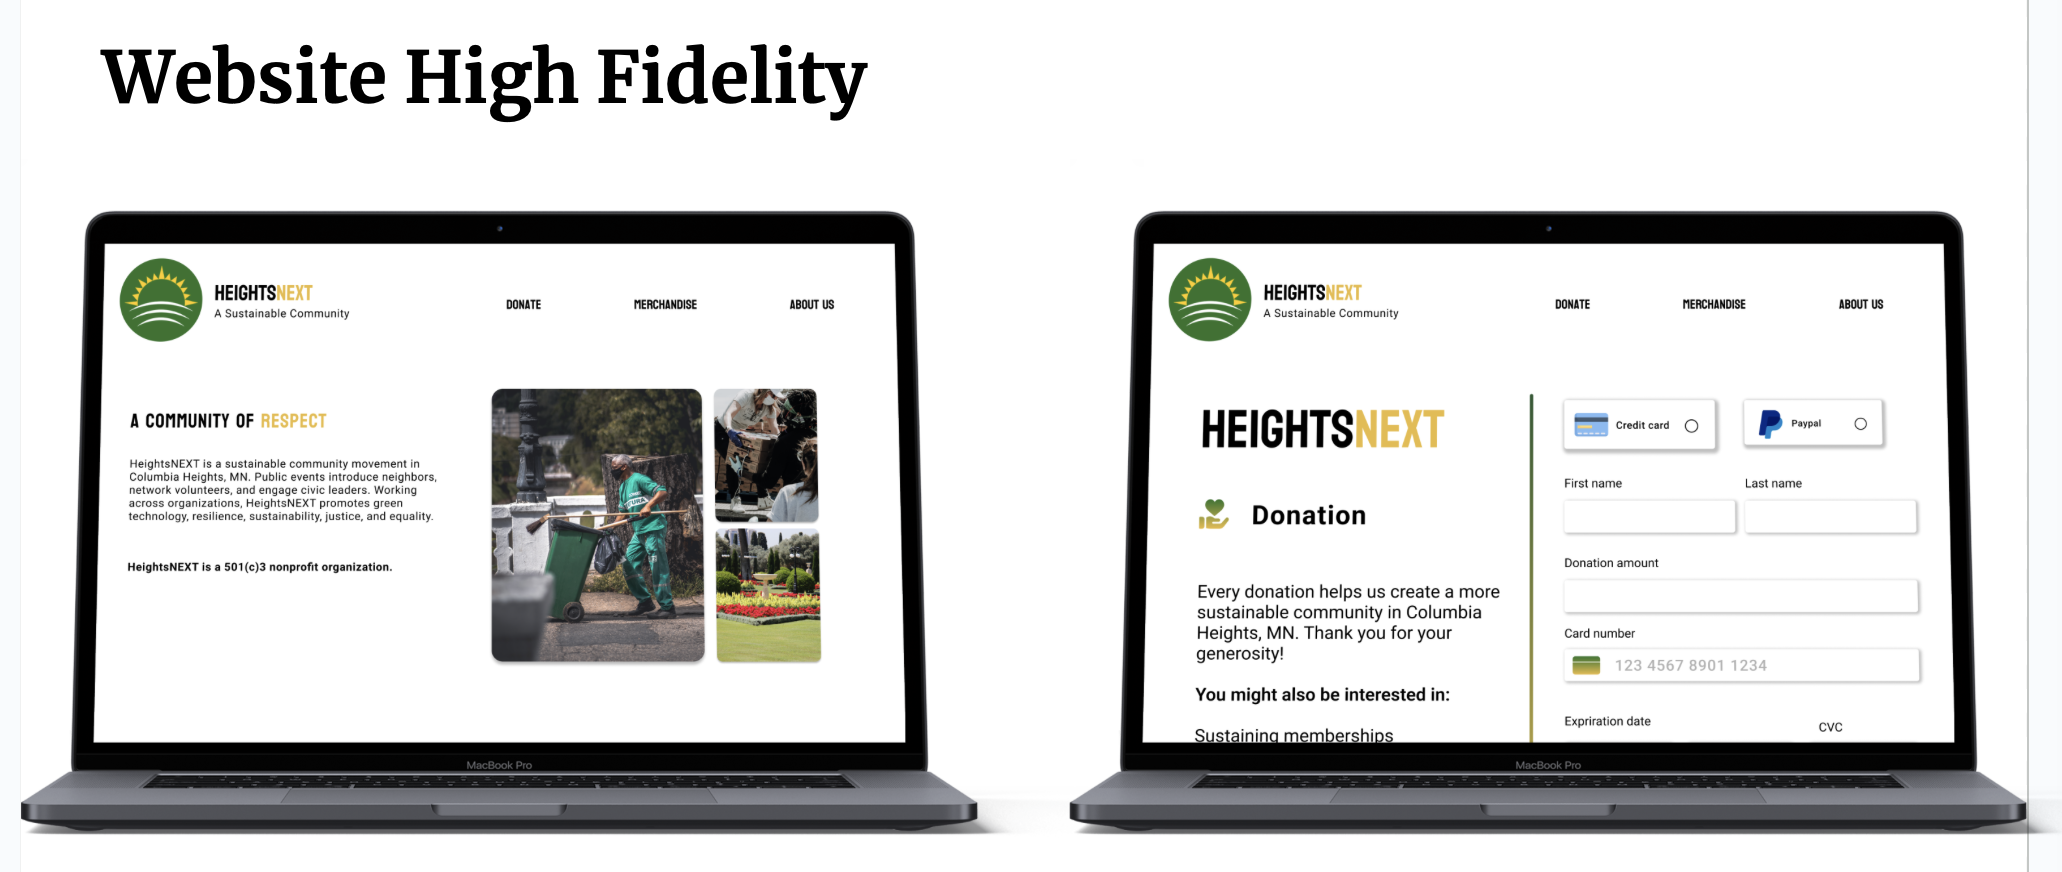 Website High Fidelity
HEIGHTSNEXT
A Sustainable Community
DONATE
MERCHANDISE
ABOUT US
A COMMUNITY OF RESPECT
HeightsNEXT is a sustainable community movement in
Columbia Heights, MN. Public events introduce neighbors,
network volunteers, and engage civic leaders. Working
across organizations, HeightsNEXT promotes green
technology, resilience, sustainability, justice, and equality.
HeightsNEXT is a 501(c)3 nonprofit organization.
MacBook Pro
HEIGHTSNEXT
A Sustainable Community
DONATE
MERCHANDISE
ABOUT US
HEIGHTSNEXT
Donation
Every donation helps us create a more
sustainable community in Columbia
Heights, MN. Thank you for your
generosity!
You might also be interested in:
Sustaining memberships
Credit card
Paypal
First name
Last name
Donation amount
Card number
123 4567 8901 1234
Expriration date
CVC
MacBook Pro